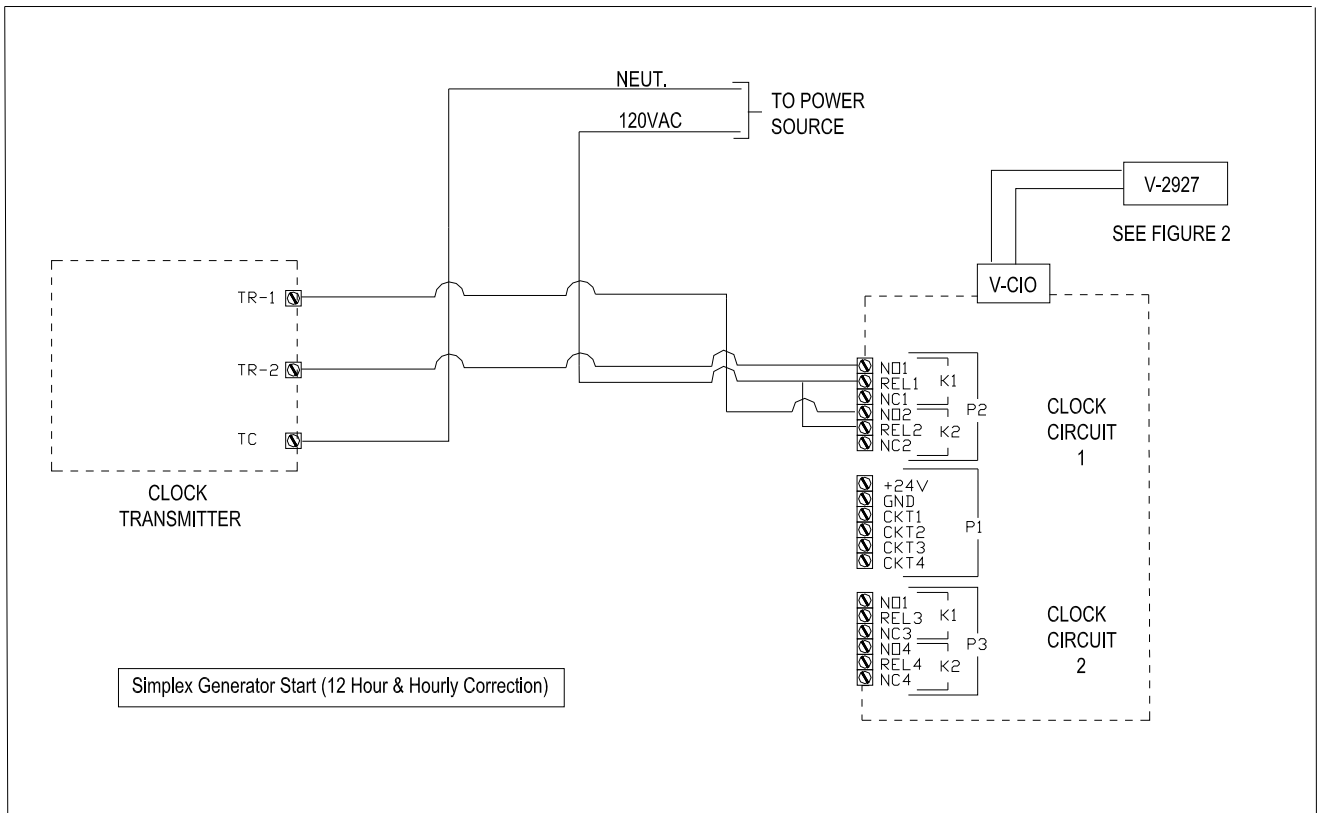 NEUT.
120VAC
TO POWER
SOURCE
V-2927
SEE FIGURE 2
V-CIO
TR-1
TR-2
TC
CLOCK
TRANSMITTER
NO1
REL1
NC1
NO2
REL2
NC2
K1
K2
P2
CLOCK
CIRCUIT
1
+24V
GND
CKT1
CKT2
CKT3
CKT4
P1
NO1
REL3
NC3
NO4
REL4
NC4
K1
K2
P3
CLOCK
CIRCUIT
2
Simplex Generator Start (12 Hour & Hourly Correction)